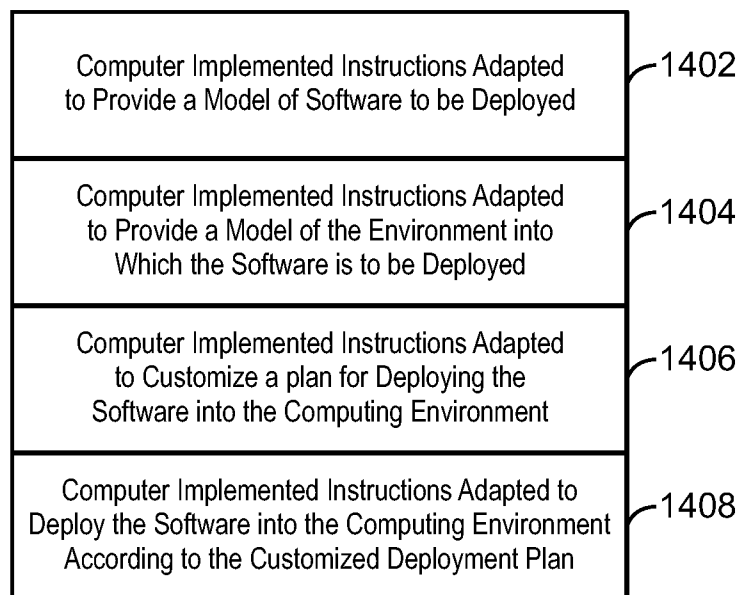 Computer Implemented Instructions Adapted
to Provide a Model of Software to be Deployed
1402
Computer Implemented Instructions Adapted
to Provide a Model of the Environment into
Which the Software is to be Deployed
1404
Computer Implemented Instructions Adapted
to Customize a plan for Deploying the
Software into the Computing Environment
1406
Computer Implemented Instructions Adapted to
Deploy the Software into the Computing Environment
According to the Customized Deployment Plan
1408